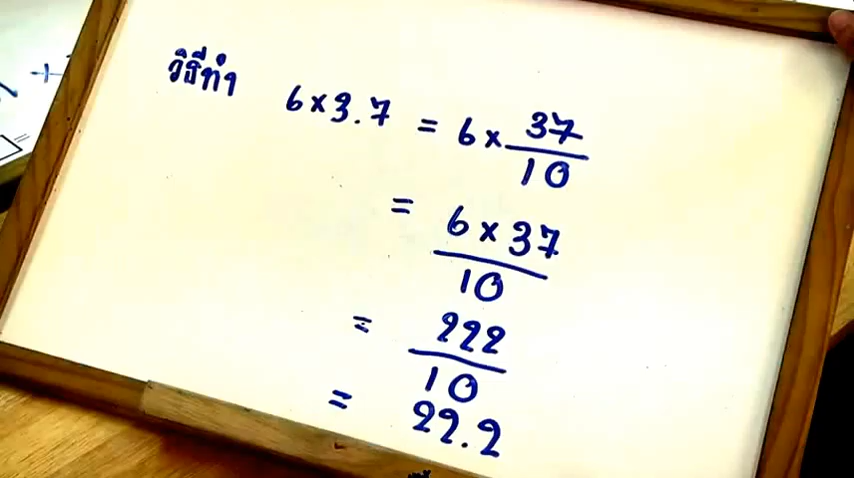 วิธีทำ 6 × 3.7 = 6 × 37/10
= 6 × 37/10
= 222/10
= 22.2